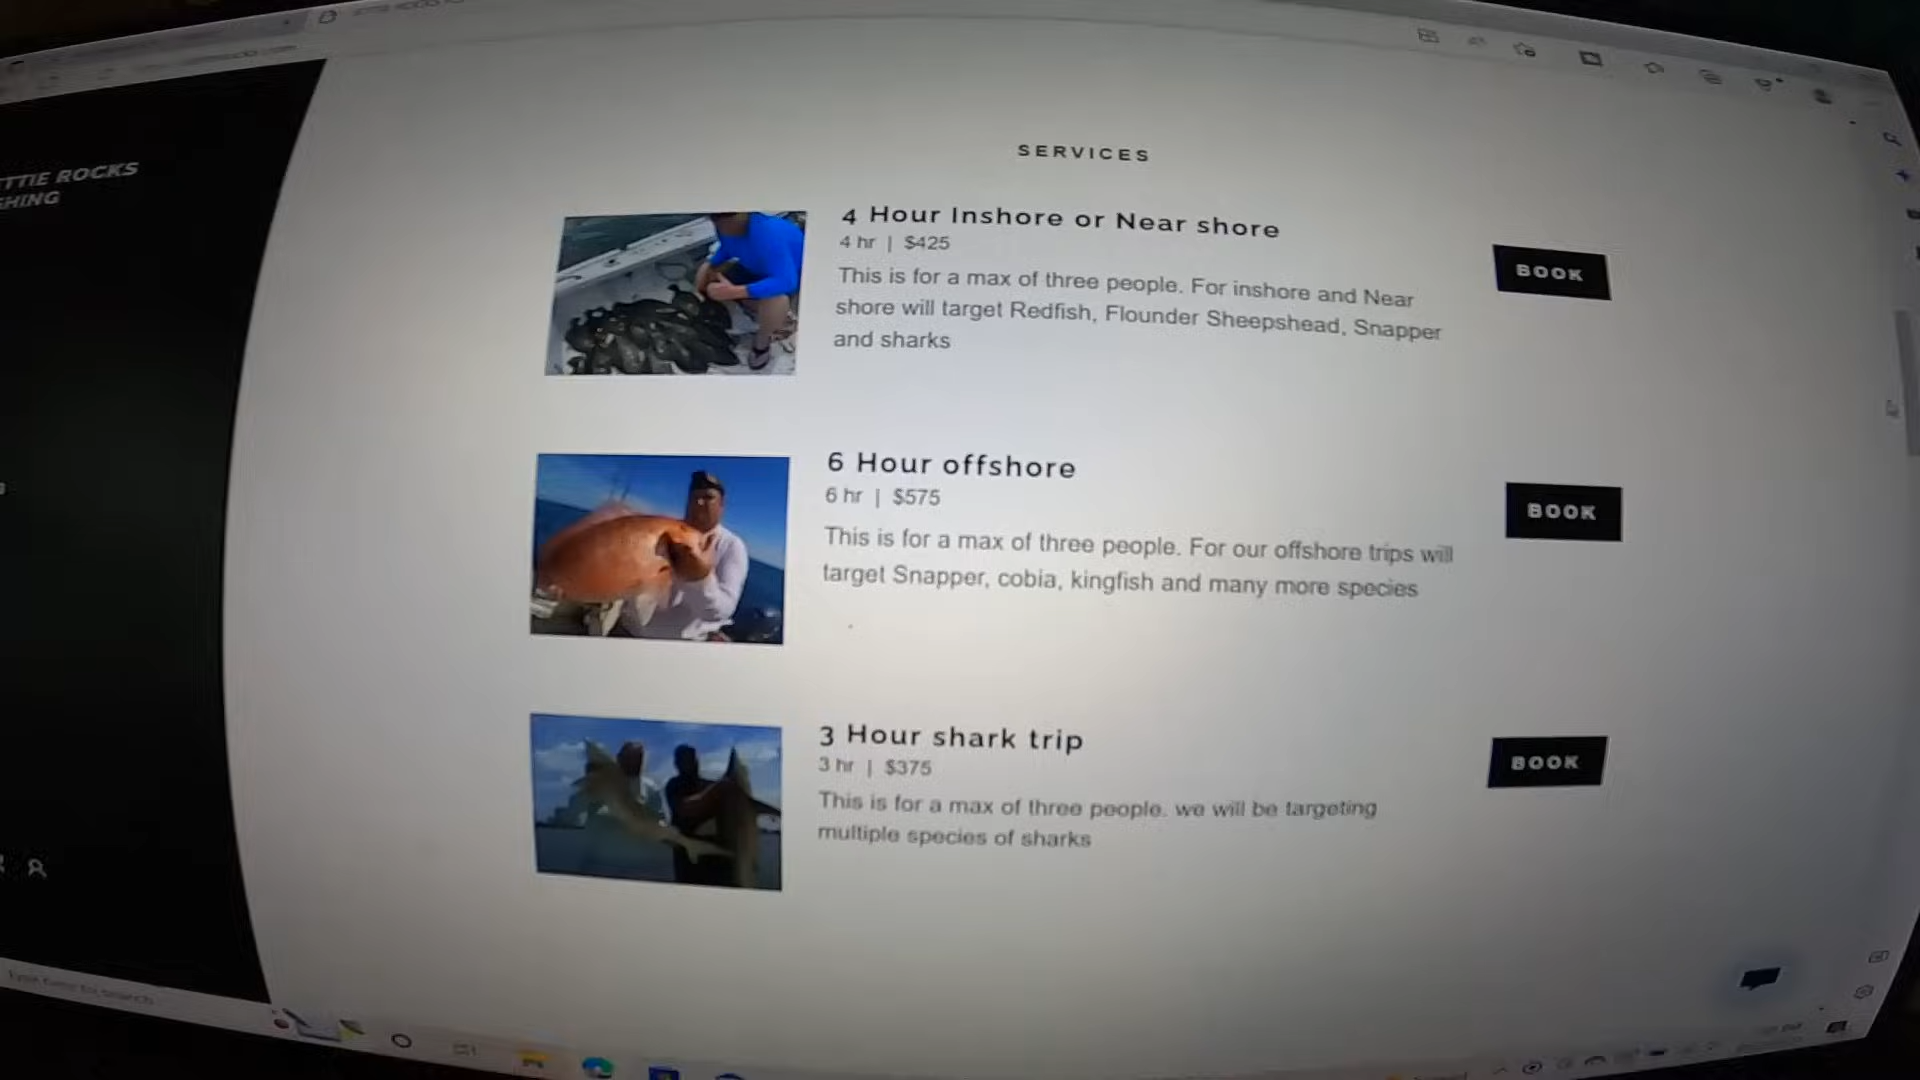 TTIE ROCKS
SHING
SERVICES
4 Hour Inshore or Near shore
4 hr | $425
This is for a max of three people. For inshore and Near
shore will target Redfish, Flounder Sheepshead, Snapper
and sharks
BOOK
6 Hour offshore
6 hr | $575
This is for a max of three people. For our offshore trips will
target Snapper, cobia, kingfish and many more species
BOOK
3 Hour shark trip
3 hr | $375
This is for a max of three people. we will be targeting
multiple species of sharks
BOOK
Type here to search